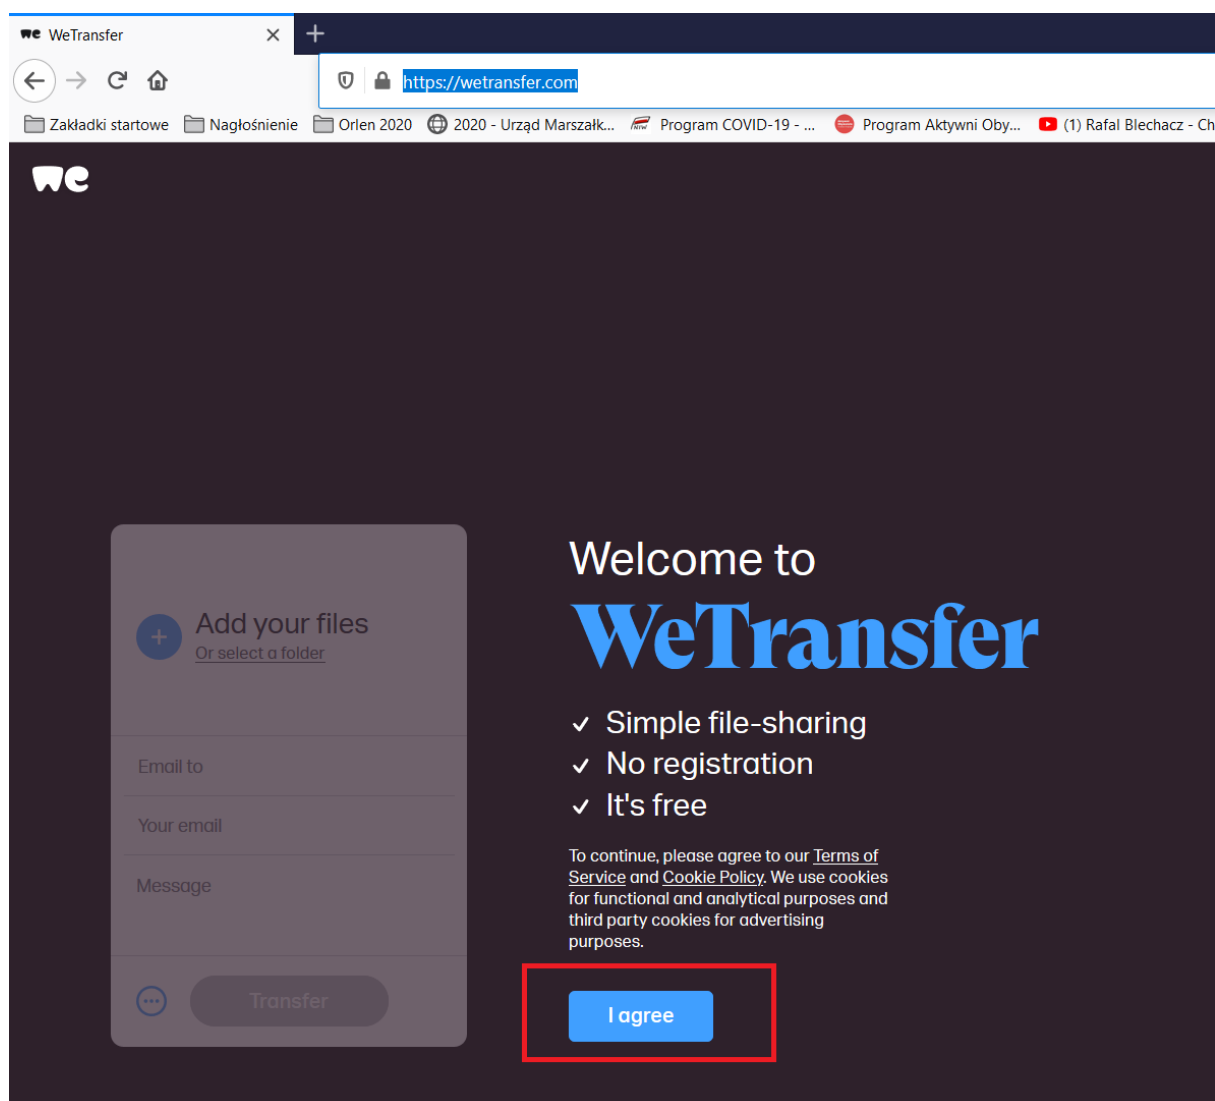 we WeTransfer
https://wetransfer.com
Zakładki startowe Nagłośnienie Orlen 2020 2020 - Urząd Marszałk... NIW Program COVID-19 - ... Program Aktywni Oby... (1) Rafal Blechacz - Ch
we
Welcome to
WeTransfer
Add your files
Or select a folder
Email to
Your email
Message
Transfer
Simple file-sharing
No registration
It's free
To continue, please agree to our Terms of
Service and Cookie Policy. We use cookies
for functional and analytical purposes and
third party cookies for advertising
purposes.
I agree